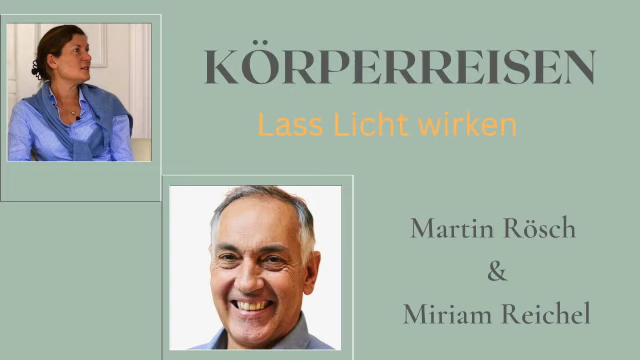 KÖRPERREISEN
Lass Licht wirken
Martin Rösch
&
Miriam Reichel